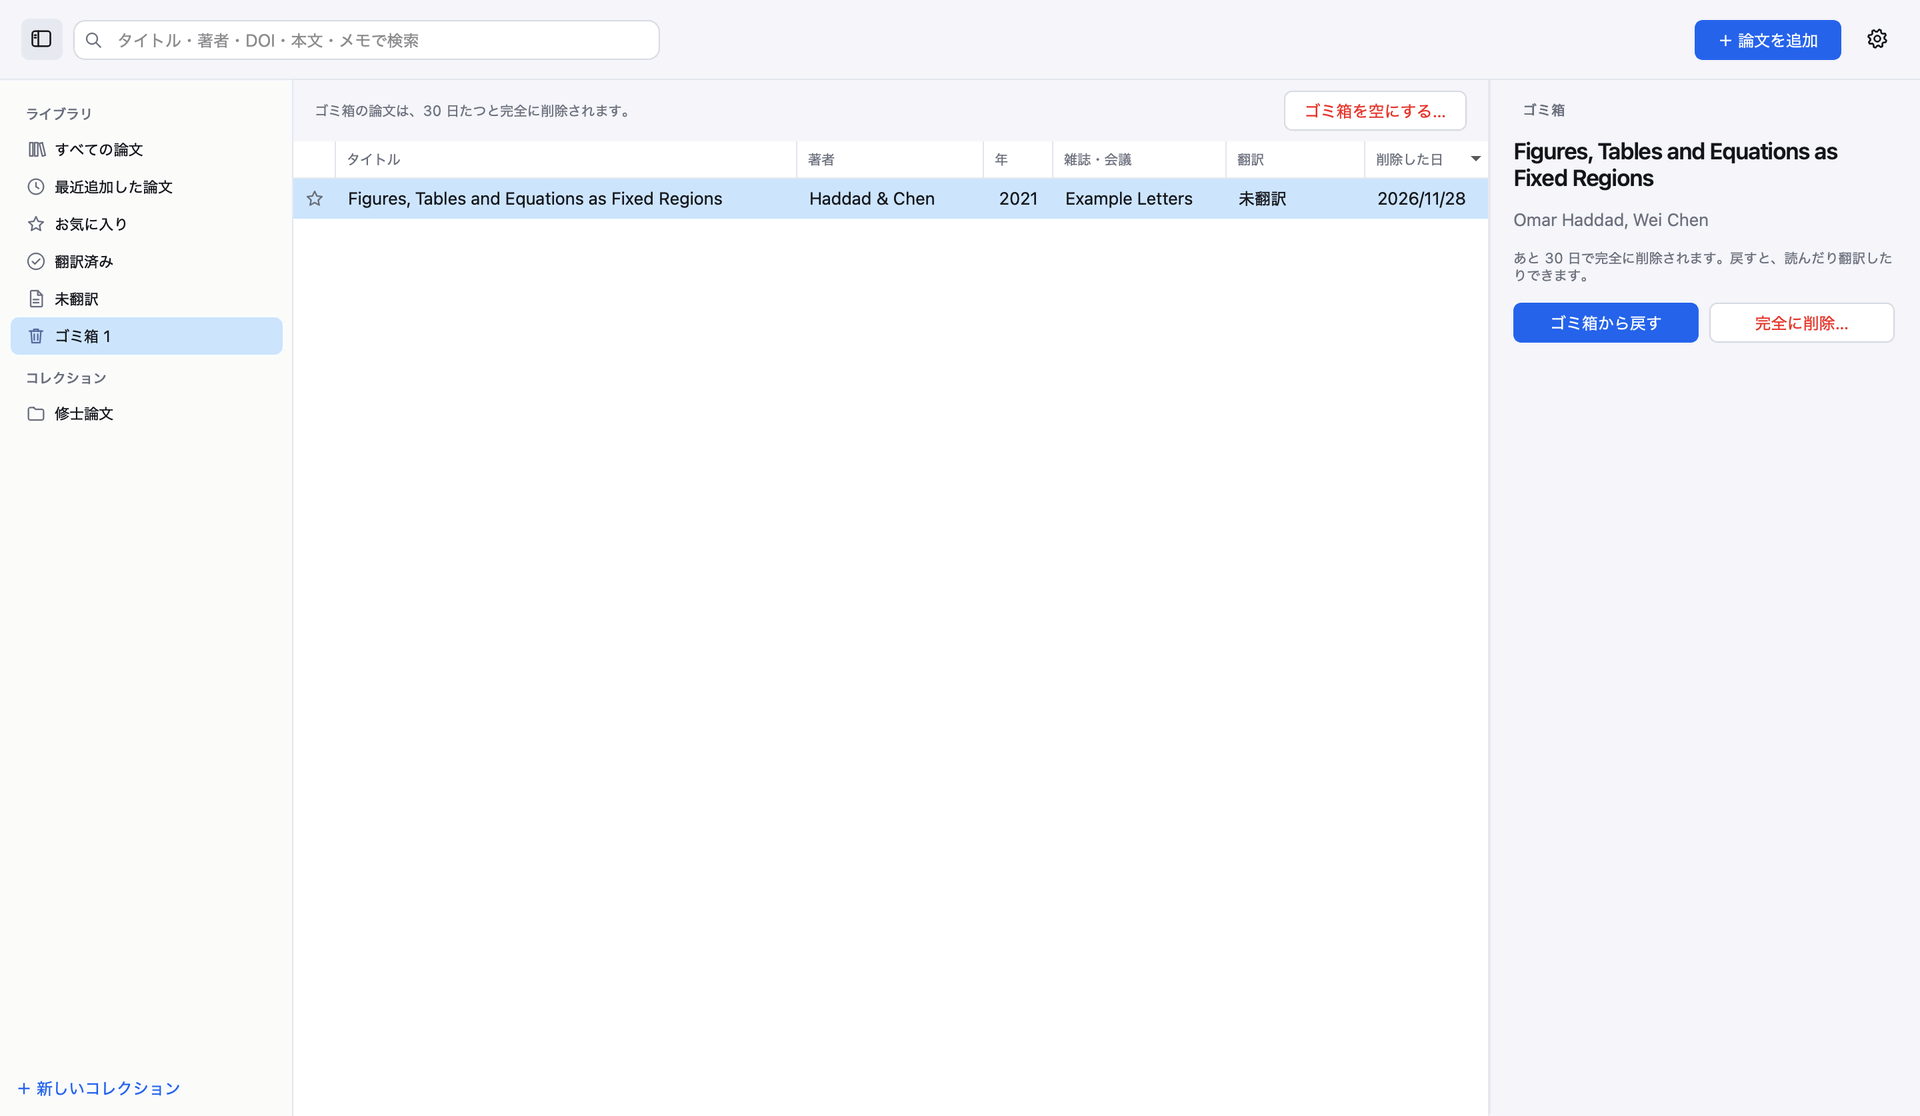 タイトル・著者・DOI・本文・メモで検索
+ 論文を追加
ライブラリ
すべての論文
最近追加した論文
お気に入り
翻訳済み
未翻訳
ゴミ箱 1
コレクション
修士論文
+ 新しいコレクション
ゴミ箱の論文は、30 日たつと完全に削除されます。
ゴミ箱を空にする...
タイトル 著者 年 雑誌・会議 翻訳 削除した日
Figures, Tables and Equations as Fixed Regions Haddad & Chen 2021 Example Letters 未翻訳 2026/11/28
ゴミ箱
Figures, Tables and Equations as
Fixed Regions
Omar Haddad, Wei Chen
あと 30 日で完全に削除されます。戻すと、読んだり翻訳した
りできます。
ゴミ箱から戻す
完全に削除...